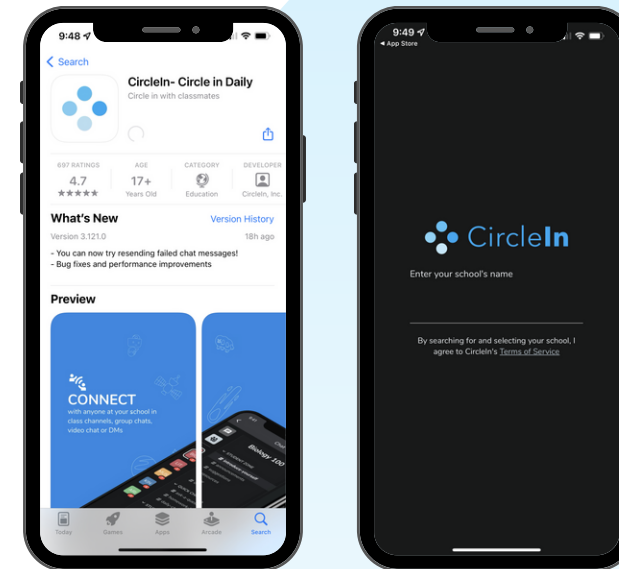 9:48
Search
CircleIn- Circle in Daily
Circle in with classmates
697 RATINGS
4.7
★★★★★
AGE
17+
Years Old
CATEGORY
Education
DEVELOPER
CircleIn, Inc.
What's New
Version History
Version 3.121.0
18h ago
- You can now try resending failed chat messages!
- Bug fixes and performance improvements
Preview
CONNECT
with anyone at your school in
class channels, group chats,
video chat or DMs
Biology 100
Today
Games
Apps
Arcade
Search
9:49
App Store
CircleIn
Enter your school's name
By searching for and selecting your school, I
agree to CircleIn's Terms of Service